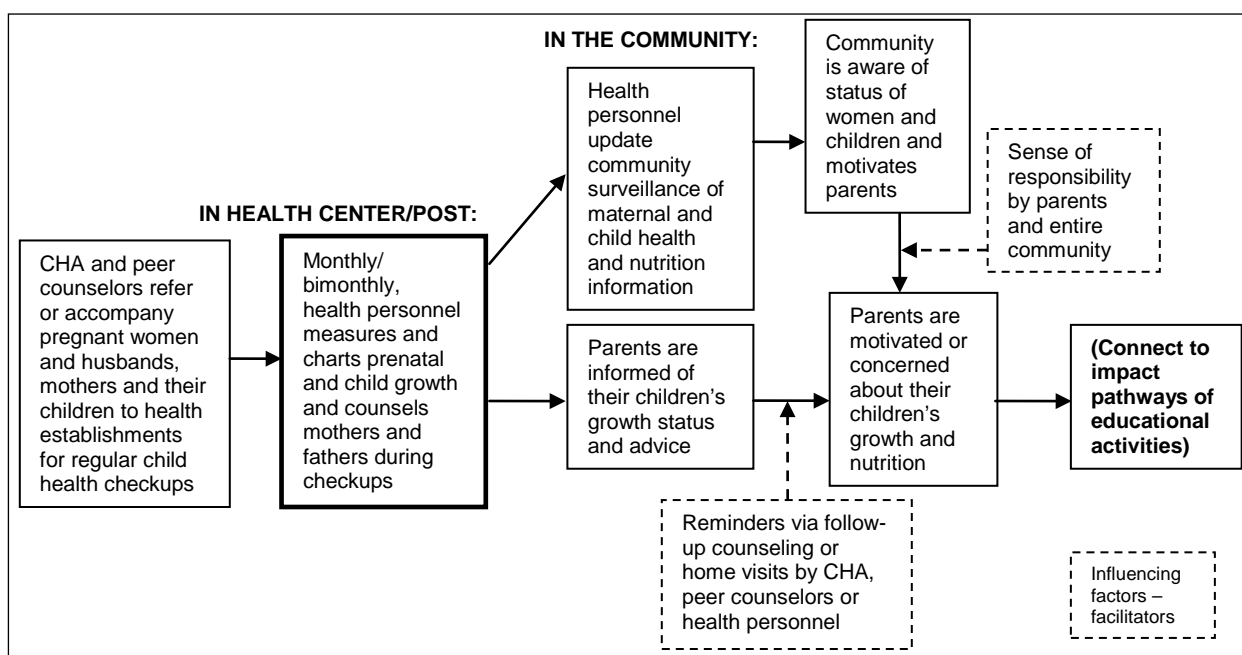 IN THE COMMUNITY:
Community
is aware of
status of
women and
children and
motivates
parents
Health
personnel
update
community
surveillance of
maternal and
child health
and nutrition
information
Sense of
responsibility
by parents
and entire
community
IN HEALTH CENTER/POST:
CHA and peer
counselors refer
or accompany
pregnant women
and husbands,
mothers and their
children to health
establishments
for regular child
health checkups
Monthly/
bimonthly,
health personnel
measures and
charts prenatal
and child growth
and counsels
mothers and
fathers during
checkups
Parents are
informed of
their children's
growth status
and advice
Parents are
motivated or
concerned
about their
children's
growth and
nutrition
(Connect to
impact
pathways of
educational
activities)
Reminders via follow-
up counseling or
home visits by CHA,
peer counselors or
health personnel
Influencing
factors –
facilitators